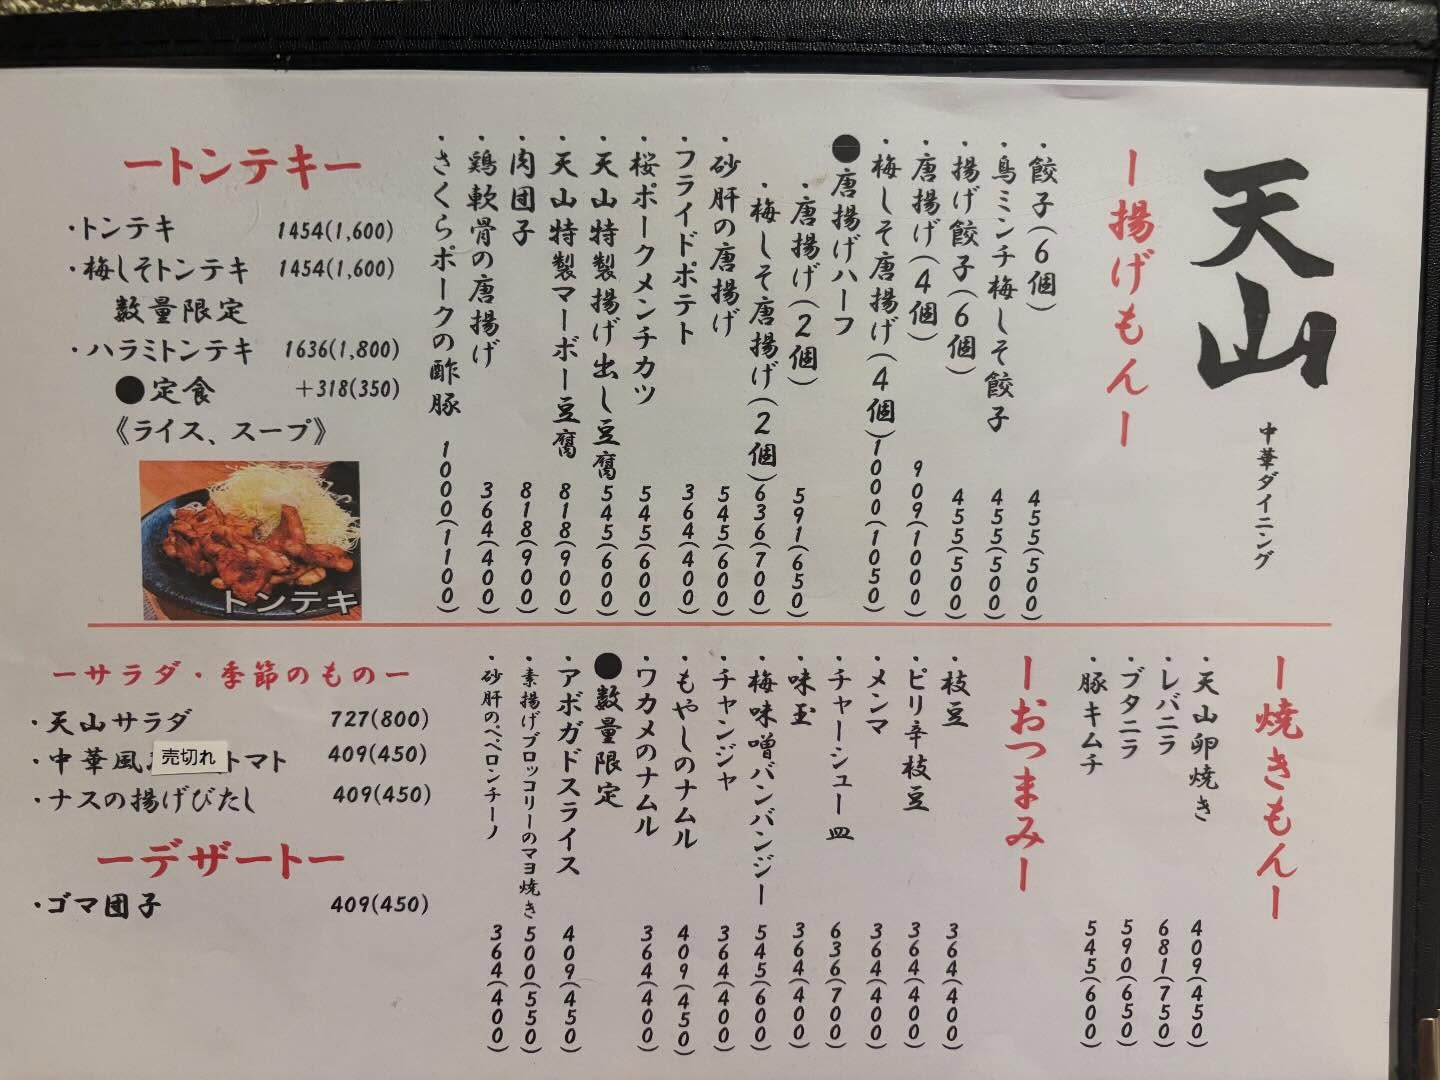 天山
中華ダイニング
ー揚げもんー
・餃子(6個) 455(500)
・鳥ミンチ梅しそ餃子 455(500)
・揚げ餃子(6個) 455(500)
・唐揚げ(4個) 909(1000)
・梅しそ唐揚げ(4個)1000(1050)
●唐揚げハーフ
・唐揚げ(2個) 591(650)
・梅しそ唐揚げ(2個)636(700)
・砂肝の唐揚げ 545(600)
・フライドポテト 364(400)
・桜ポークメンチカツ 545(600)
・天山特製揚げ出し豆腐545(600)
・天山特製マーボー豆腐 818(900)
・肉団子 818(900)
・鶏軟骨の唐揚げ 364(400)
・さくらポークの酢豚 1000(1100)
ートンテキー
・トンテキ 1454(1,600)
・梅しそトンテキ 1454(1,600)
数量限定
・ハラミトンテキ 1636(1,800)
●定食 +318(350)
《ライス、スープ》
トンテキ
ー焼きもんー
・天山卵焼き 409(450)
・レバニラ 681(750)
・ブタニラ 590(650)
・豚キムチ 545(600)
ーおつまみー
・枝豆 364(400)
・ピリ辛枝豆 364(400)
・メンマ 364(400)
・チャーシュー皿 636(700)
・味玉 364(400)
・梅味噌バンバンジー 545(600)
・チャンジャ 364(400)
・もやしのナムル 409(450)
・ワカメのナムル 364(400)
●数量限定
・アボガドスライス 409(450)
・素揚げブロッコリーのマヨ焼き 500(550)
・砂肝のペペロンチーノ 364(400)
ーサラダ・季節のものー
・天山サラダ 727(800)
・中華風 売切れ トマト 409(450)
・ナスの揚げびたし 409(450)
ーデザートー
・ゴマ団子 409(450)